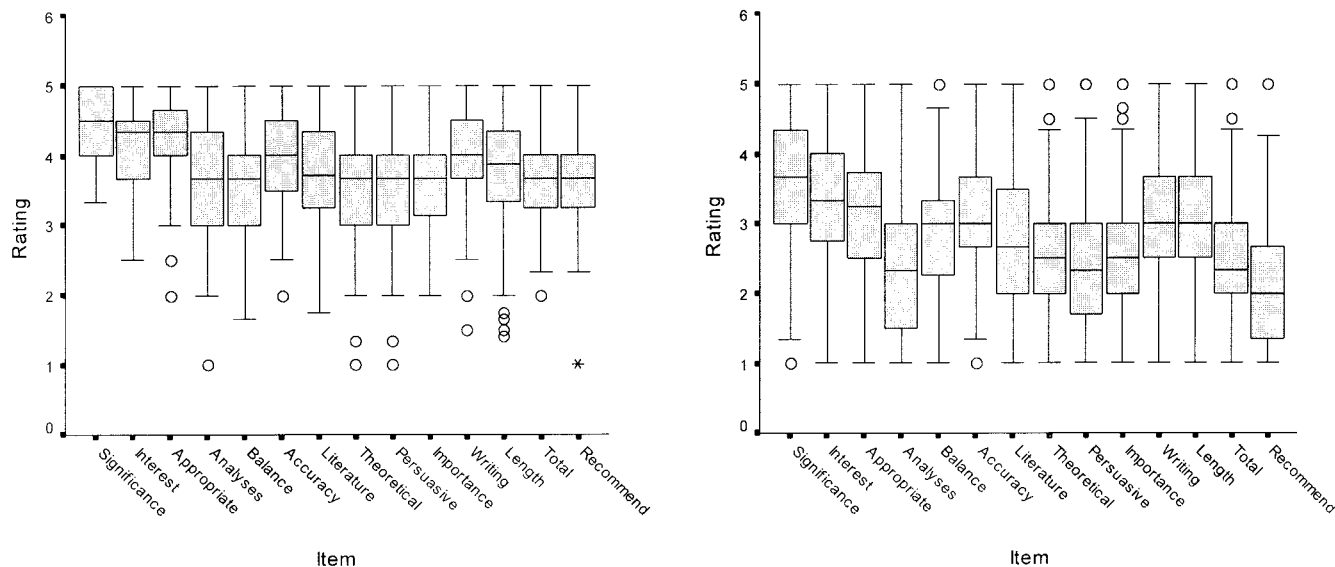 6
5
4
3
2
1
0
Rating
Significance
Interest
Appropriate
Analyses
Balance
Accuracy
Literature
Theoretical
Persuasive
Importance
Writing
Length
Total
Recommend
Item
6
5
4
3
2
1
0
Rating
Significance
Interest
Appropriate
Analyses
Balance
Accuracy
Literature
Theoretical
Persuasive
Importance
Writing
Length
Total
Recommend
Item